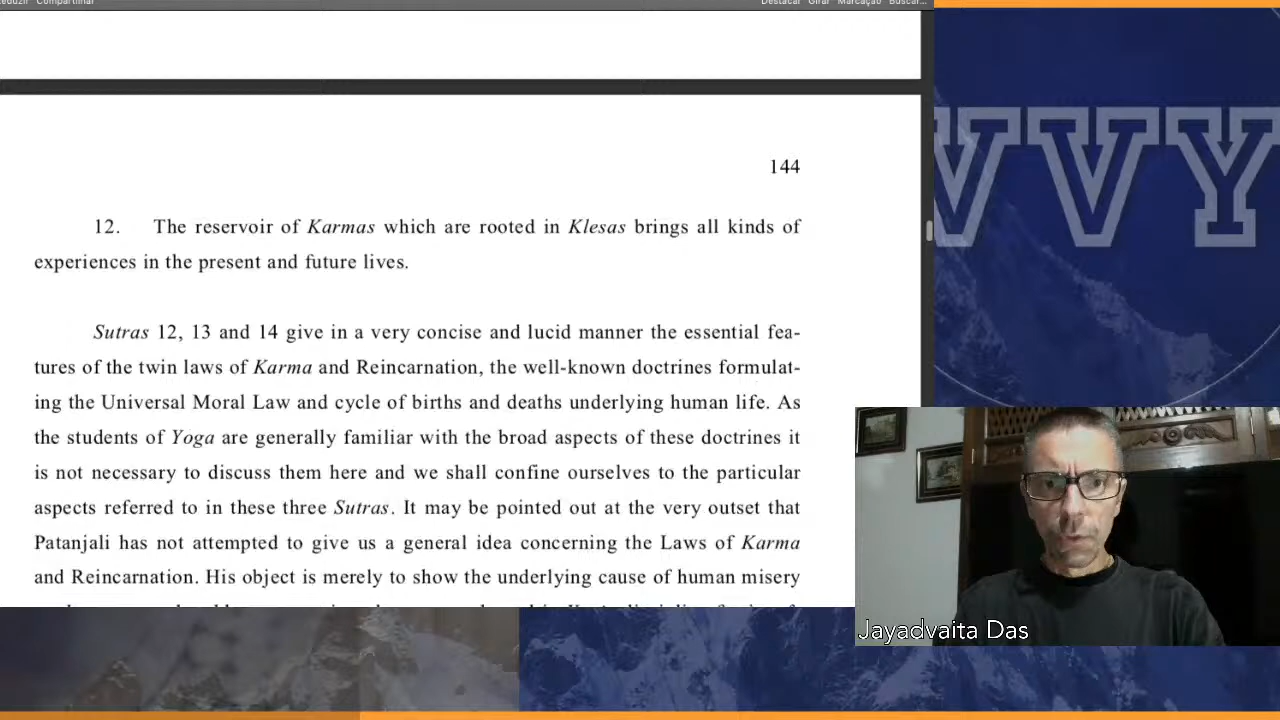 Compartilhar
Destacar Girar Marcação Buscar...
VVY
144
12. The reservoir of Karmas which are rooted in Klesas brings all kinds of
experiences in the present and future lives.
Sutras 12, 13 and 14 give in a very concise and lucid manner the essential fea-
tures of the twin laws of Karma and Reincarnation, the well-known doctrines formulat-
ing the Universal Moral Law and cycle of births and deaths underlying human life. As
the students of Yoga are generally familiar with the broad aspects of these doctrines it
is not necessary to discuss them here and we shall confine ourselves to the particular
aspects referred to in these three Sutras. It may be pointed out at the very outset that
Patanjali has not attempted to give us a general idea concerning the Laws of Karma
and Reincarnation. His object is merely to show the underlying cause of human misery
Jayadvaita Das